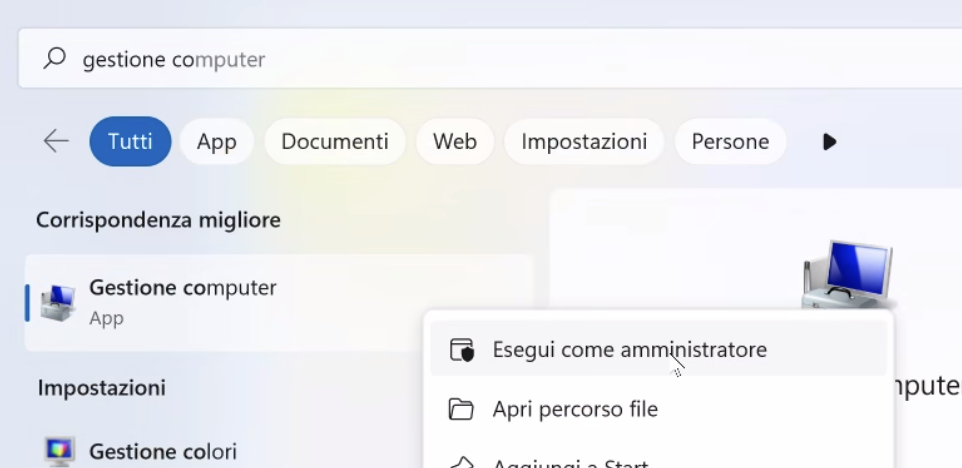 gestione computer
Tutti App Documenti Web Impostazioni Persone
Corrispondenza migliore
Gestione computer
App
Esegui come amministratore
Apri percorso file
Aggiungi a Start
Impostazioni
Gestione colori